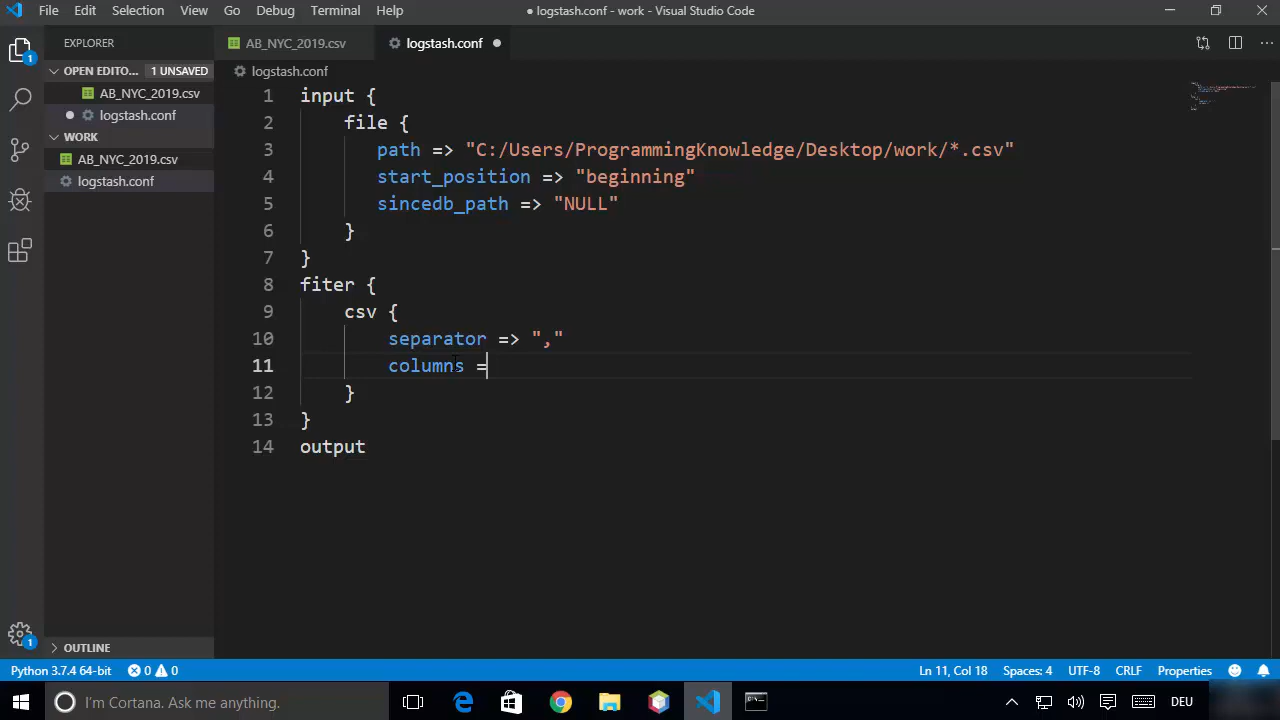 File Edit Selection View Go Debug Terminal Help
● logstash.conf - work - Visual Studio Code
EXPLORER
AB_NYC_2019.csv
logstash.conf ●
OPEN EDITO... 1 UNSAVED
AB_NYC_2019.csv
● logstash.conf
WORK
AB_NYC_2019.csv
logstash.conf
OUTLINE
logstash.conf
1 input {
2 file {
3 path => "C:/Users/ProgrammingKnowledge/Desktop/work/*.csv"
4 start_position => "beginning"
5 sincedb_path => "NULL"
6 }
7 }
8 fiter {
9 csv {
10 separator => ","
11 columns =
12 }
13 }
14 output
1
1
Python 3.7.4 64-bit 0 0 Ln 11, Col 18 Spaces: 4 UTF-8 CRLF Properties
I'm Cortana. Ask me anything. DEU